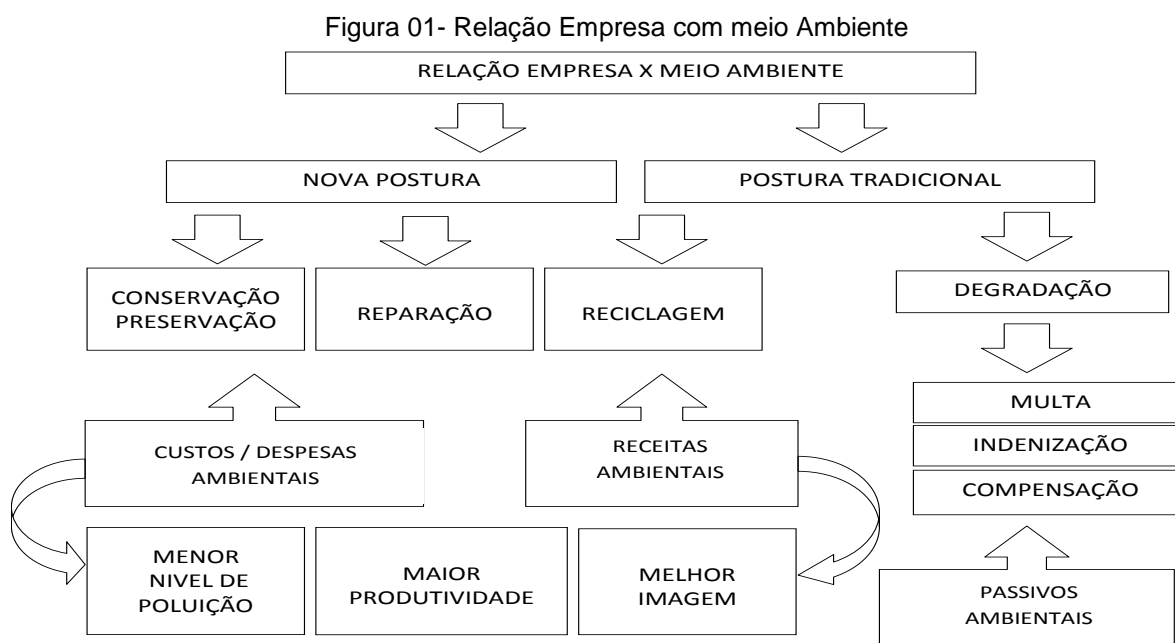 Figura 01- Relação Empresa com meio Ambiente
RELAÇÃO EMPRESA X MEIO AMBIENTE
NOVA POSTURA
POSTURA TRADICIONAL
CONSERVAÇÃO
PRESERVAÇÃO
REPARAÇÃO
RECICLAGEM
DEGRADAÇÃO
MULTA
INDENIZAÇÃO
COMPENSAÇÃO
CUSTOS / DESPESAS
AMBIENTAIS
RECEITAS
AMBIENTAIS
MENOR
NIVEL DE
POLUIÇÃO
MAIOR
PRODUTIVIDADE
MELHOR
IMAGEM
PASSIVOS
AMBIENTAIS